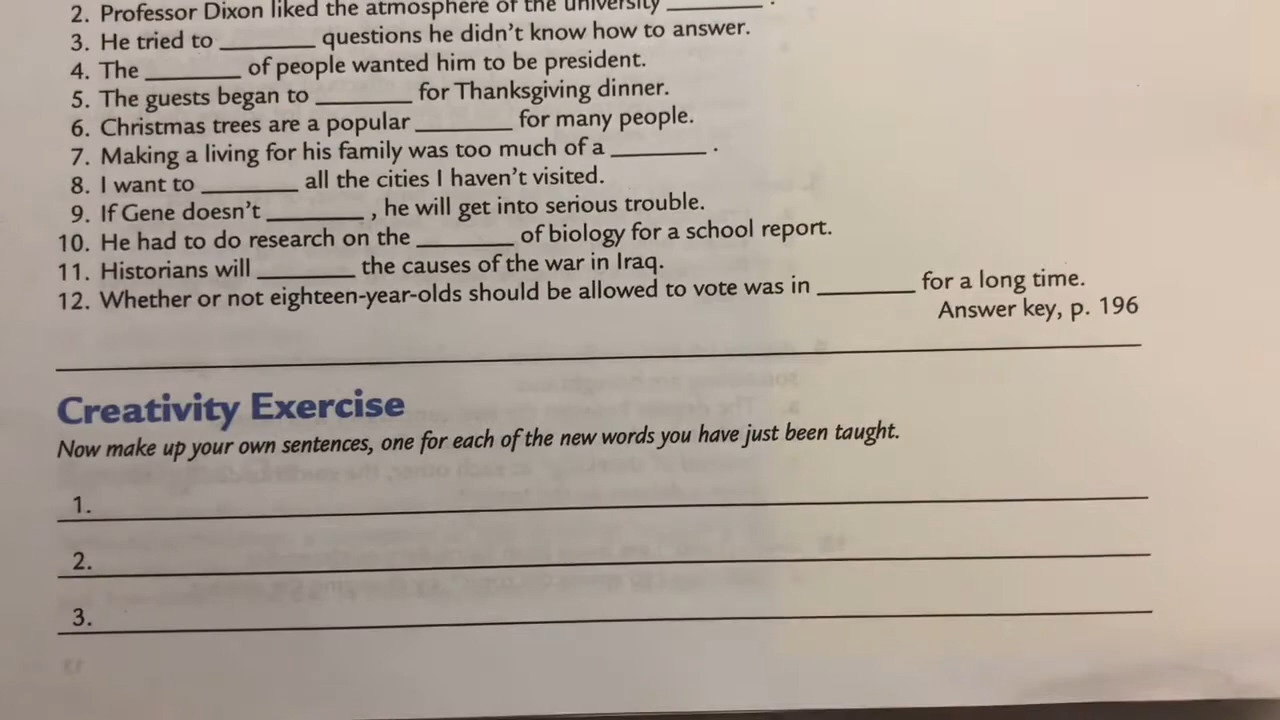 2. Professor Dixon liked the atmosphere of the university ________ .
3. He tried to ________ questions he didn't know how to answer.
4. The ________ of people wanted him to be president.
5. The guests began to ________ for Thanksgiving dinner.
6. Christmas trees are a popular ________ for many people.
7. Making a living for his family was too much of a ________ .
8. I want to ________ all the cities I haven't visited.
9. If Gene doesn't ________ , he will get into serious trouble.
10. He had to do research on the ________ of biology for a school report.
11. Historians will ________ the causes of the war in Iraq.
12. Whether or not eighteen-year-olds should be allowed to vote was in ________ for a long time.
Answer key, p. 196
Creativity Exercise
Now make up your own sentences, one for each of the new words you have just been taught.
1.
2.
3.